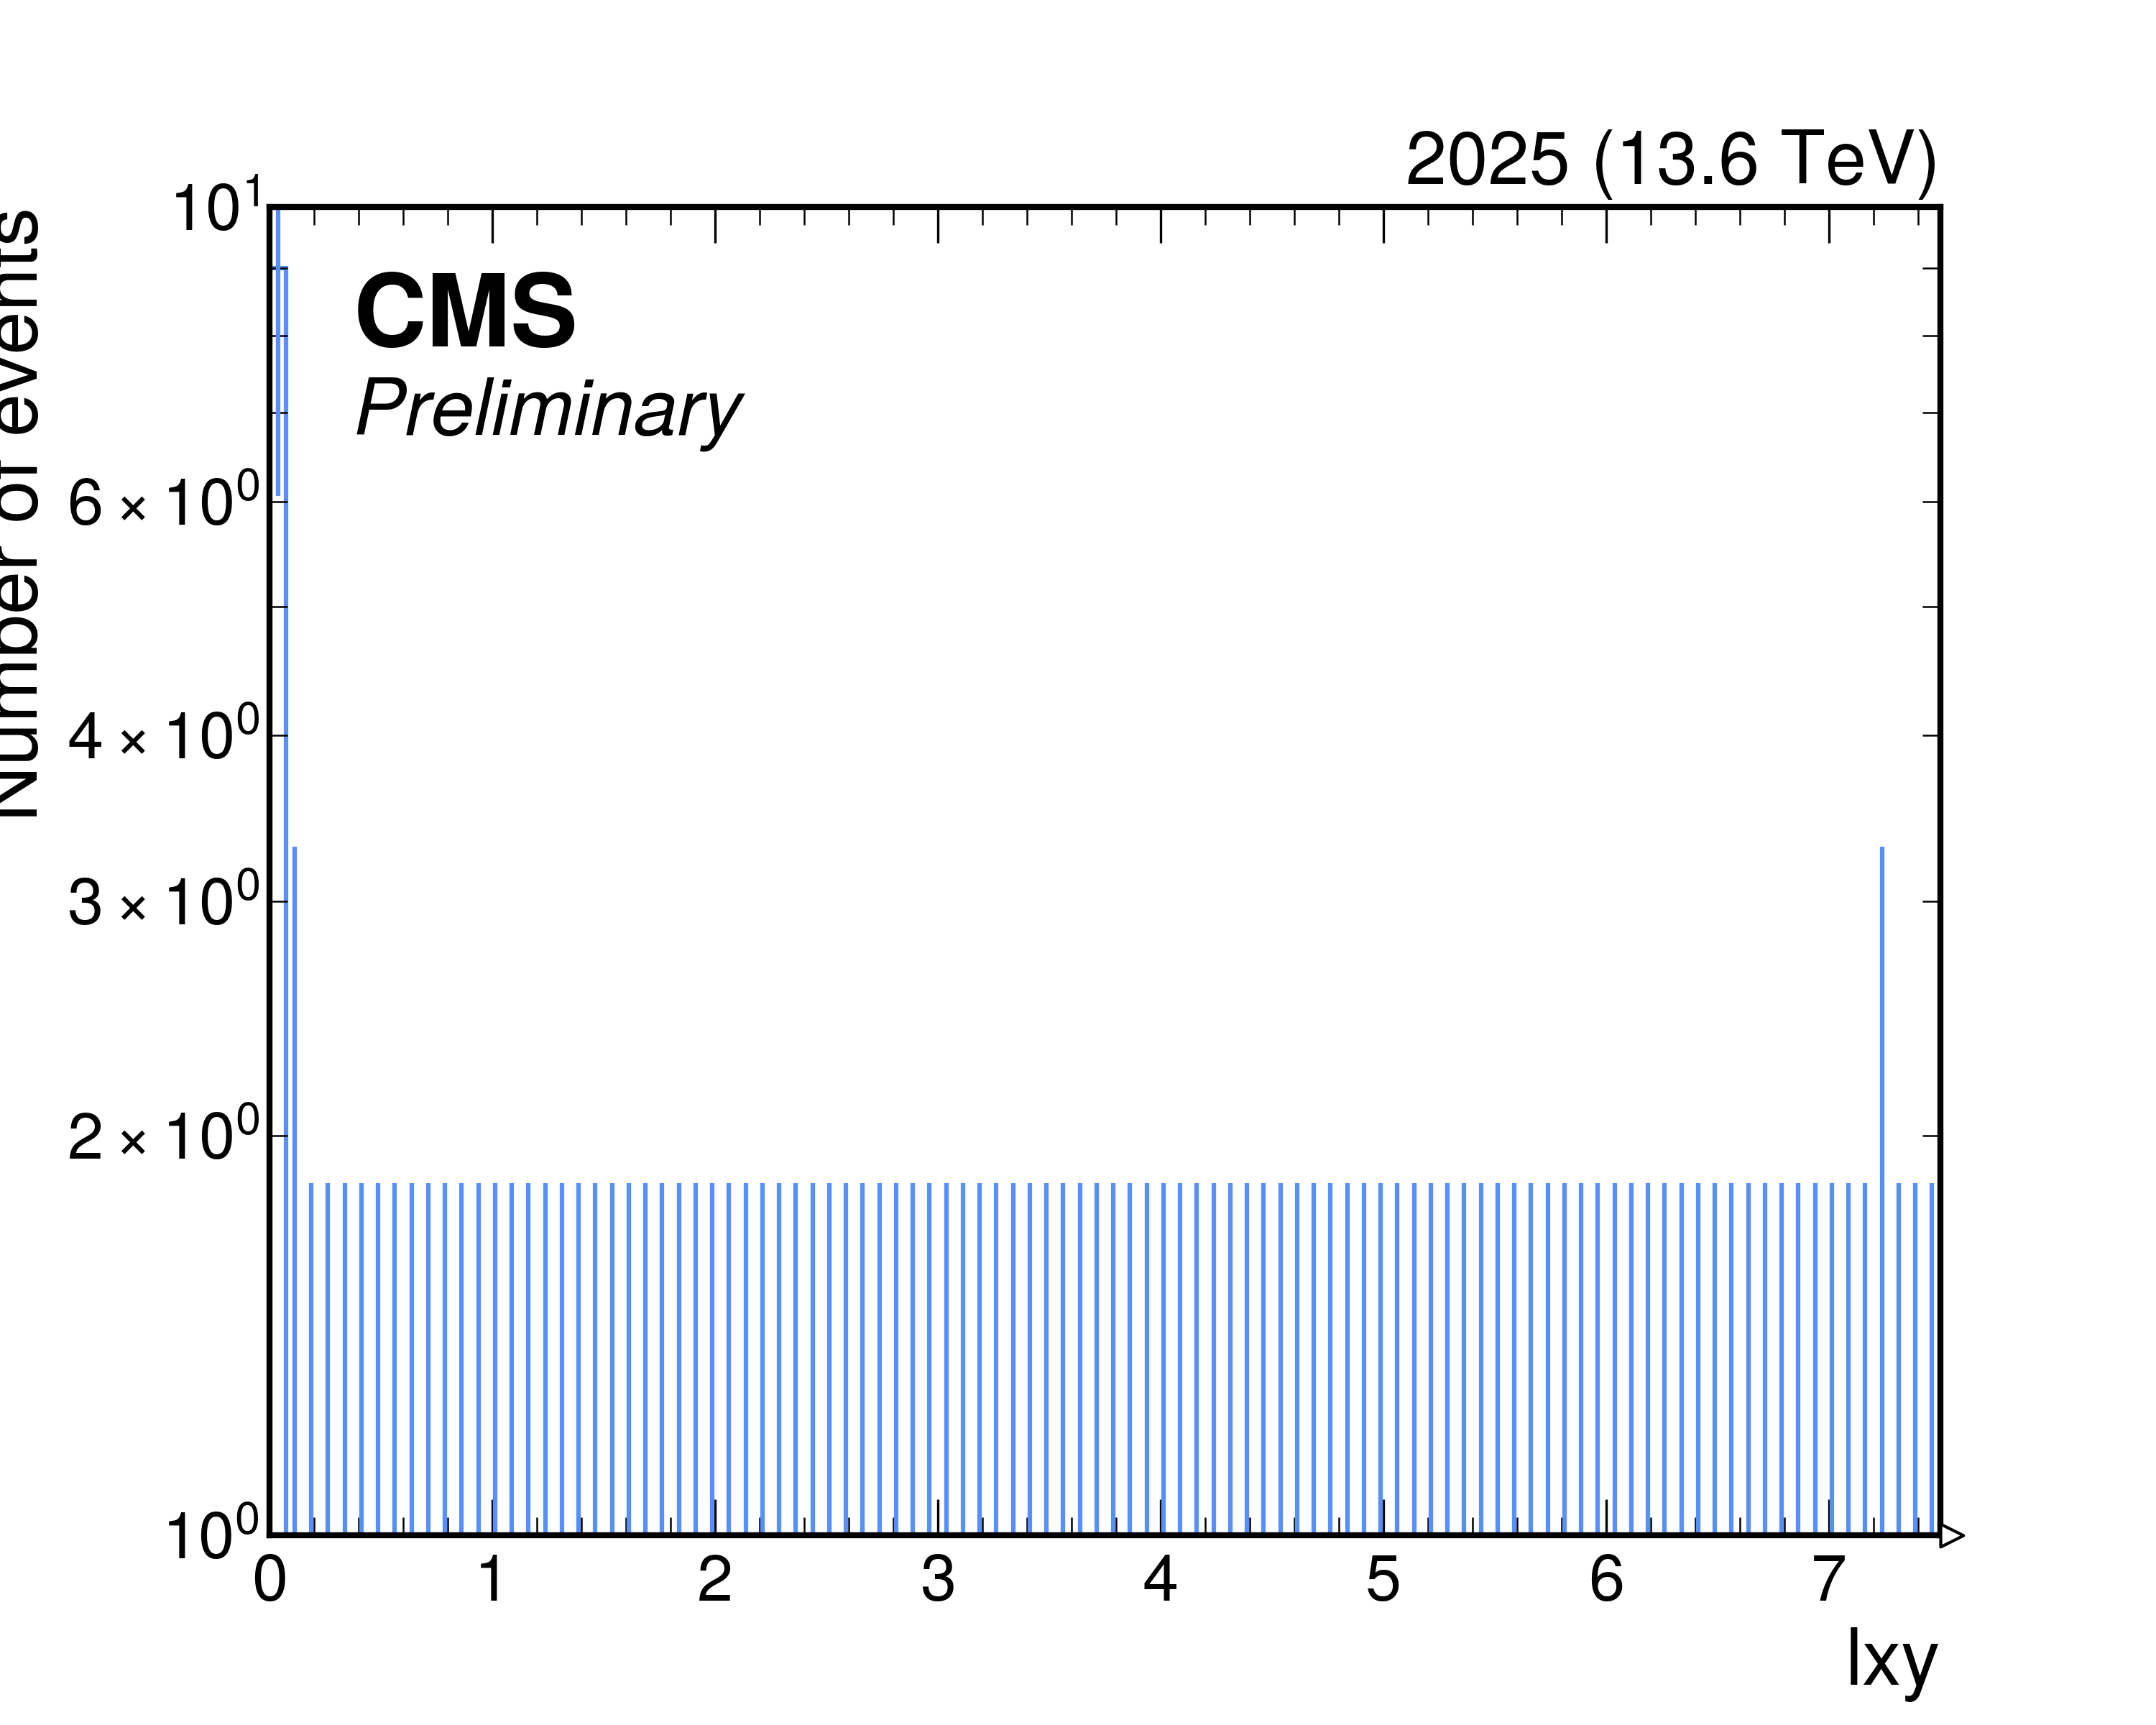 2025 (13.6 TeV)
10¹
CMS
Preliminary
6 × 10⁰
4 × 10⁰
3 × 10⁰
2 × 10⁰
10⁰
Number of events
0 1 2 3 4 5 6 7
lxy